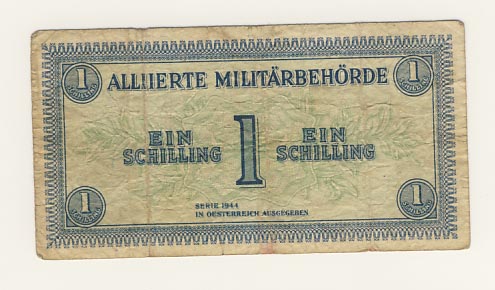 1 ALLIIERTE MILITÄRBEHÖRDE 1
EIN SCHILLING 1 EIN SCHILLING
1 SERIE 1944 1
IN OESTERREICH AUSGEGEBEN